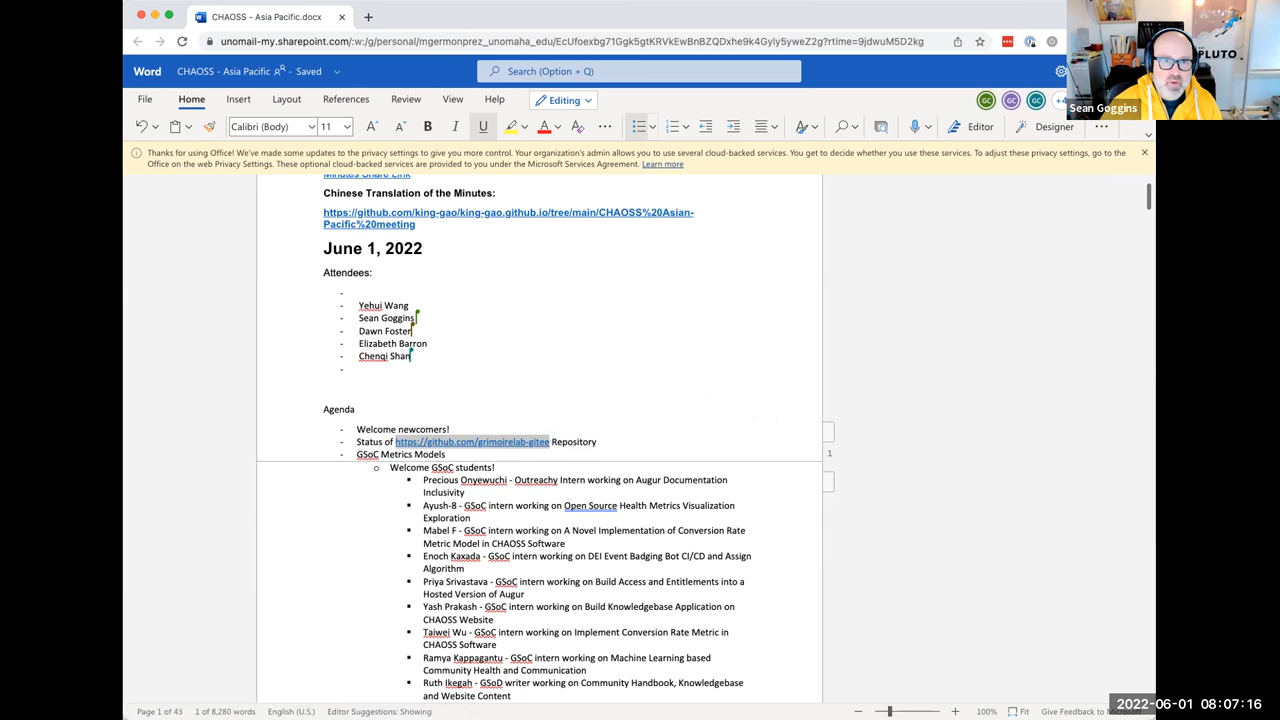 CHAOSS - Asia Pacific.docx
unomail-my.sharepoint.com/:w:/g/personal/mgermonprez_unomaha_edu/EcUfoexbg71Ggk5gtKRVkEwBnBZQDxhe9k4GyIy5yweZ2g?rtime=9jdwuM5D2kg
PLUTO
Sean Goggins
Word
CHAOSS - Asia Pacific - Saved
Search (Option + Q)
File
Home
Insert
Layout
References
Review
View
Help
Editing
GC
GC
GC
Calibri (Body)
11
Editor
Designer
Thanks for using Office! We've made some updates to the privacy settings to give you more control. Your organization's admin allows you to use several cloud-backed services. You get to decide whether you use these services. To adjust these privacy settings, go to the
Office on the web Privacy Settings. These optional cloud-backed services are provided to you under the Microsoft Services Agreement. Learn more
Minutes Share Link
Chinese Translation of the Minutes:
https://github.com/king-gao/king-gao.github.io/tree/main/CHAOSS%20Asian-
Pacific%20meeting
June 1, 2022
Attendees:
-
- Yehui Wang
- Sean Goggins
- Dawn Foster
- Elizabeth Barron
- Chenqi Shan
-
Agenda
- Welcome newcomers!
- Status of https://github.com/grimoirelab-gitee Repository
- GSoC Metrics Models
1
o Welcome GSoC students!
▪ Precious Onyewuchi - Outreachy Intern working on Augur Documentation
Inclusivity
▪ Ayush-8 - GSoC intern working on Open Source Health Metrics Visualization
Exploration
▪ Mabel F - GSoC intern working on A Novel Implementation of Conversion Rate
Metric Model in CHAOSS Software
▪ Enoch Kaxada - GSoC intern working on DEI Event Badging Bot CI/CD and Assign
Algorithm
▪ Priya Srivastava - GSoC intern working on Build Access and Entitlements into a
Hosted Version of Augur
▪ Yash Prakash - GSoC intern working on Build Knowledgebase Application on
CHAOSS Website
▪ Taiwei Wu - GSoC intern working on Implement Conversion Rate Metric in
CHAOSS Software
▪ Ramya Kappagantu - GSoC intern working on Machine Learning based
Community Health and Communication
▪ Ruth Ikegah - GSoD writer working on Community Handbook, Knowledgebase
and Website Content
2022-06-01 08:07:16
Page 1 of 43
1 of 8,280 words
English (U.S.)
Editor Suggestions: Showing
100%
Fit
Give Feedback to